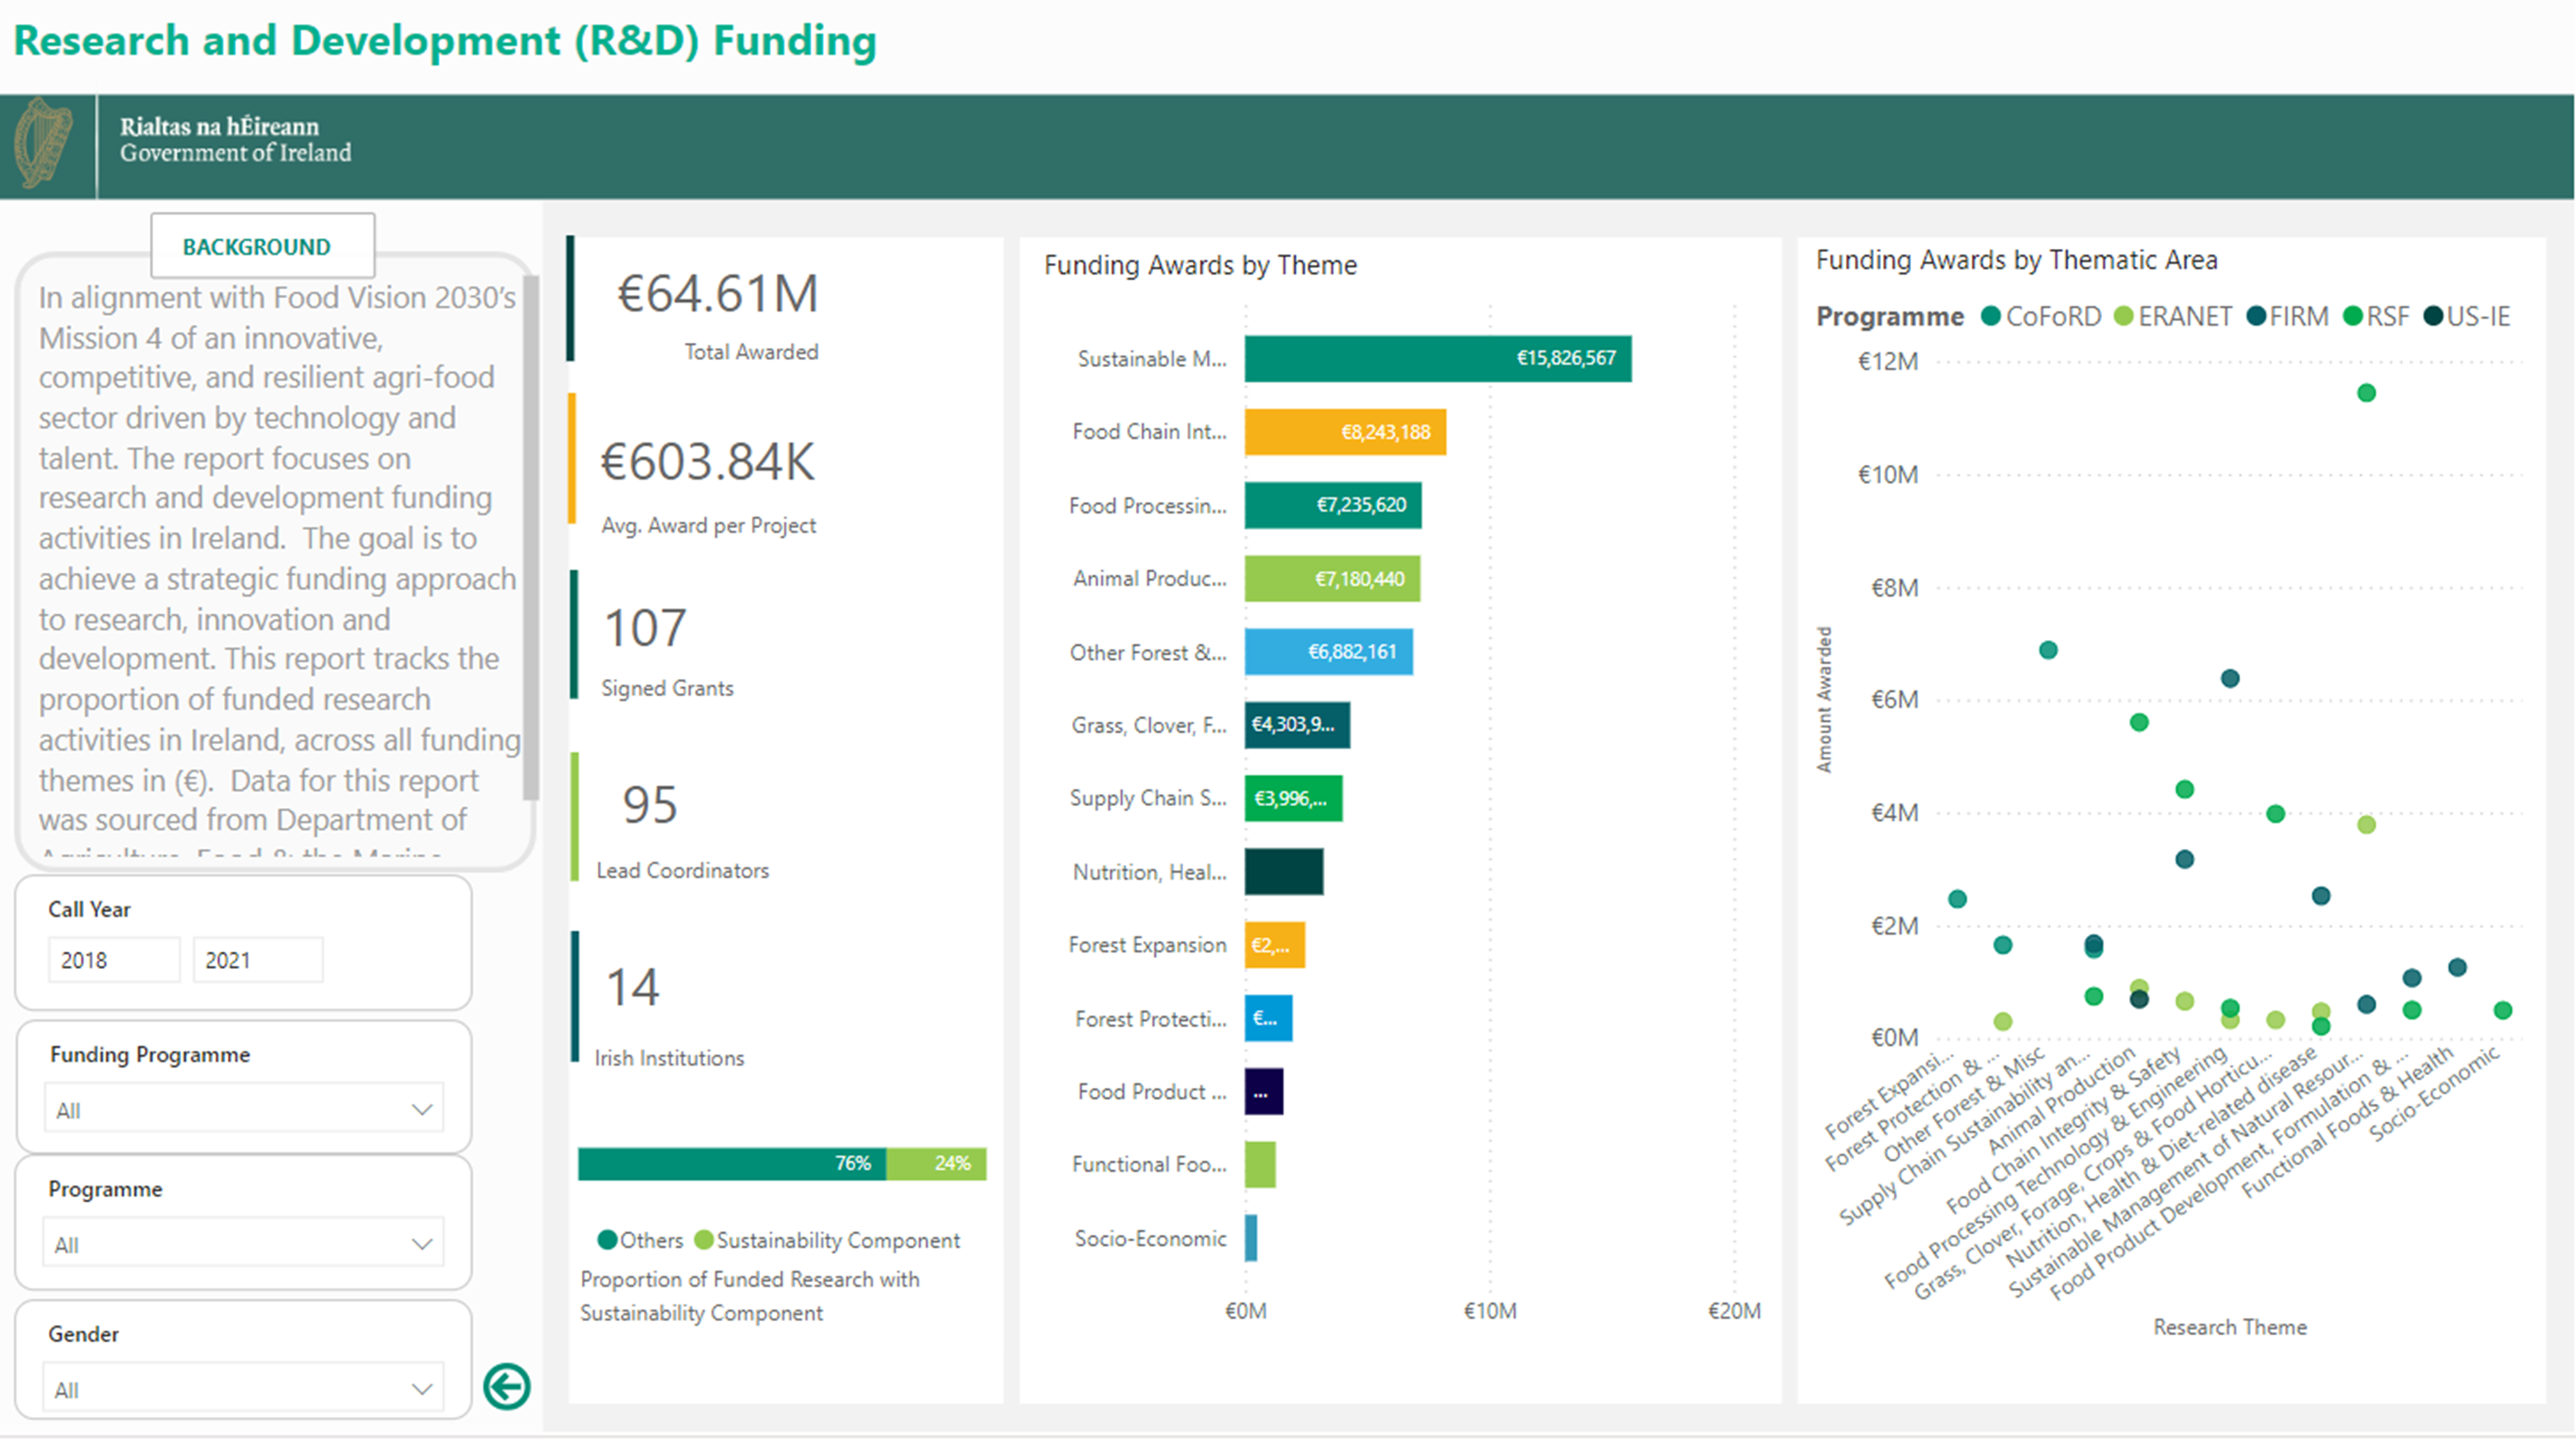 Research and Development (R&D) Funding
Rialtas na hÉireann
Government of Ireland
BACKGROUND
In alignment with Food Vision 2030’s
Mission 4 of an innovative,
competitive, and resilient agri-food
sector driven by technology and
talent. The report focuses on
research and development funding
activities in Ireland.  The goal is to
achieve a strategic funding approach
to research, innovation and
development. This report tracks the
proportion of funded research
activities in Ireland, across all funding
themes in (€).  Data for this report
was sourced from Department of
Agriculture, Food & the Marine
Call Year
2018 2021
Funding Programme
All
Programme
All
Gender
All
€64.61M
Total Awarded
€603.84K
Avg. Award per Project
107
Signed Grants
95
Lead Coordinators
14
Irish Institutions
76% 24%
Others Sustainability Component
Proportion of Funded Research with
Sustainability Component
Funding Awards by Theme
Sustainable M... €15,826,567
Food Chain Int... €8,243,188
Food Processin... €7,235,620
Animal Produc... €7,180,440
Other Forest &... €6,882,161
Grass, Clover, F... €4,303,9...
Supply Chain S... €3,996,...
Nutrition, Heal...
Forest Expansion €2,...
Forest Protecti... €...
Food Product ... ...
Functional Foo...
Socio-Economic
€0M €10M €20M
Funding Awards by Thematic Area
Programme CoFoRD ERANET FIRM RSF US-IE
€12M
€10M
€8M
€6M
€4M
€2M
€0M
Amount Awarded
Forest Expansi...
Forest Protection & ...
Other Forest & Misc
Supply Chain Sustainability an...
Animal Production
Food Chain Integrity & Safety
Food Processing Technology & Engineering
Grass, Clover, Forage, Crops & Food Horticu...
Nutrition, Health & Diet-related disease
Sustainable Management of Natural Resour...
Food Product Development, Formulation & ...
Functional Foods & Health
Socio-Economic
Research Theme